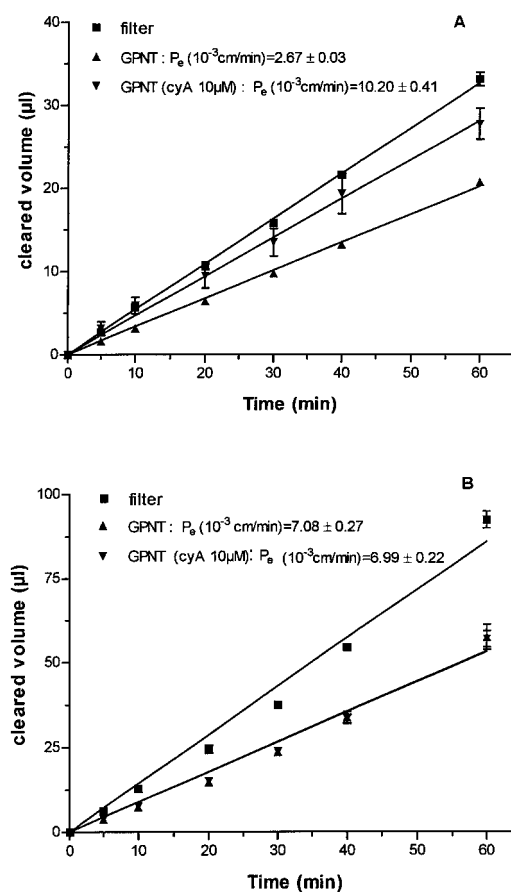 A
filter
GPNT : Pe (10-3cm/min)=2.67 ± 0.03
GPNT (cyA 10µM) : Pe (10-3cm/min)=10.20 ± 0.41
cleared volume (µl)
40
30
20
10
0
0 10 20 30 40 50 60
Time (min)
B
filter
GPNT : Pe (10-3 cm/min)=7.08 ± 0.27
GPNT (cyA 10µM): Pe (10-3cm/min)=6.99 ± 0.22
cleared volume (µl)
100
75
50
25
0
0 10 20 30 40 50 60
Time (min)